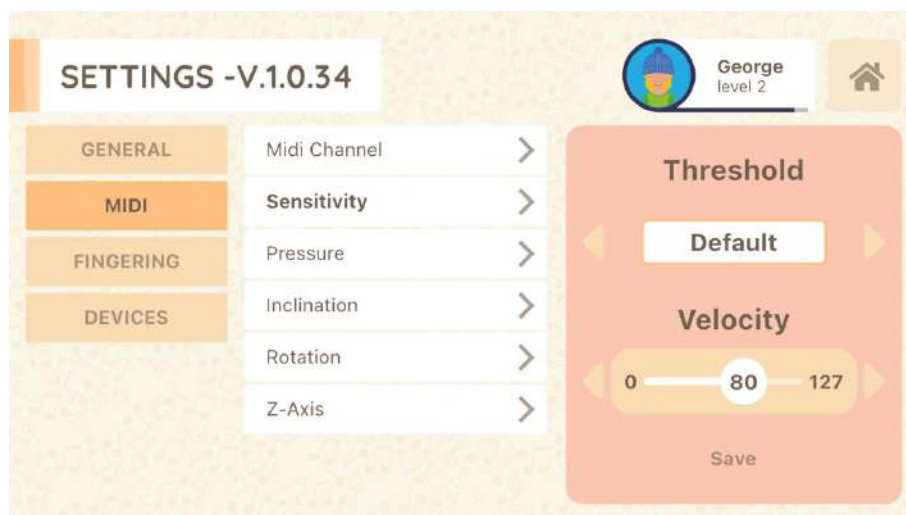 SETTINGS -V.1.0.34
George
level 2
GENERAL
MIDI
FINGERING
DEVICES
Midi Channel
Sensitivity
Pressure
Inclination
Rotation
Z-Axis
Threshold
Default
Velocity
0 80 127
Save